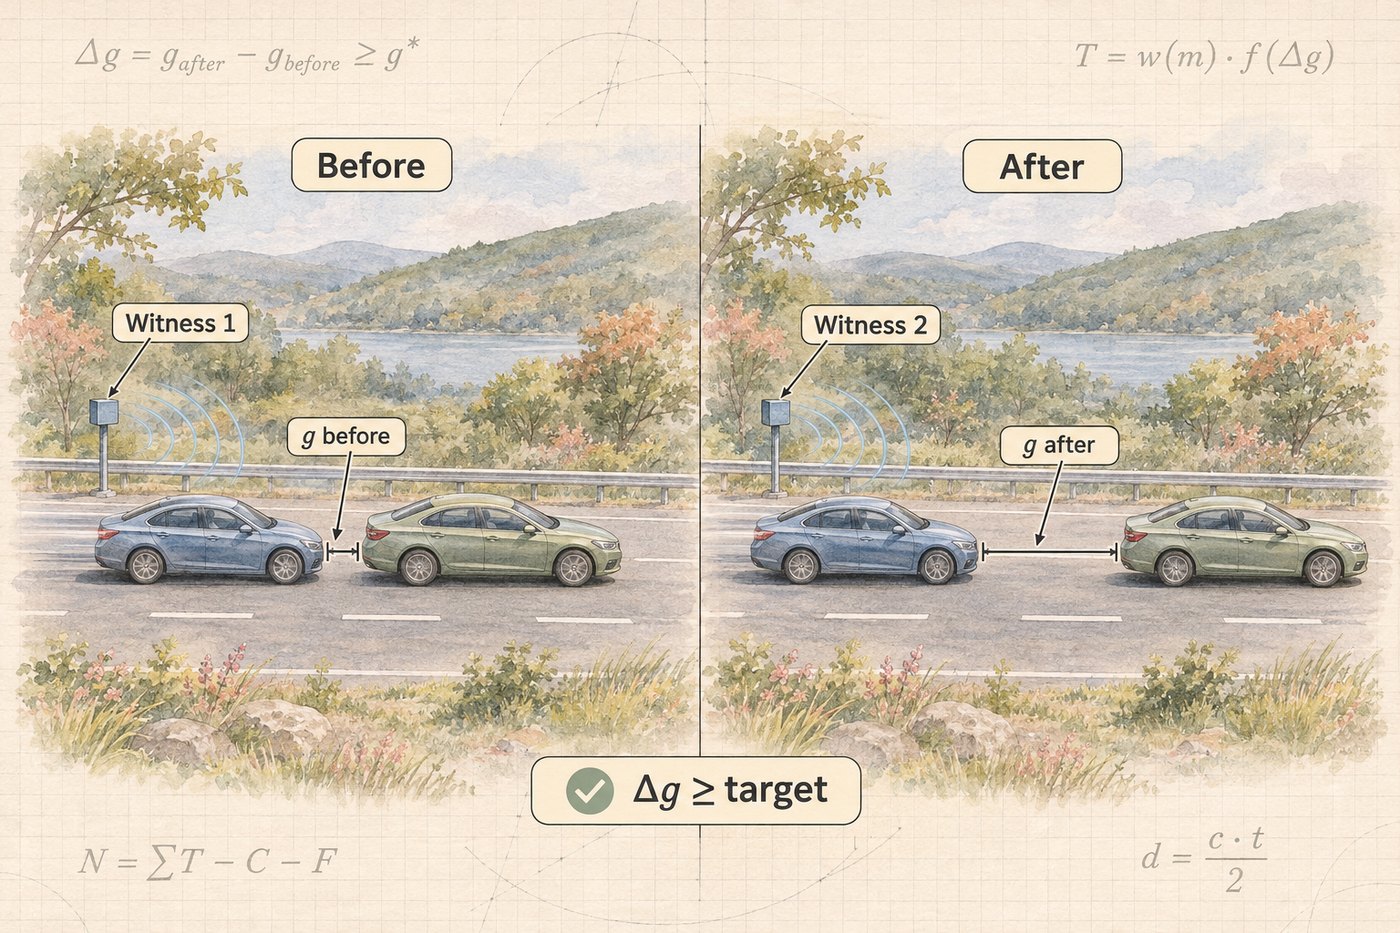 Δg = g_after − g_before ≥ g*
T = w(m) · f(Δg)
Before
After
Witness 1
Witness 2
g before
g after
Δg ≥ target
N = ∑T − C − F
d = c · t / 2